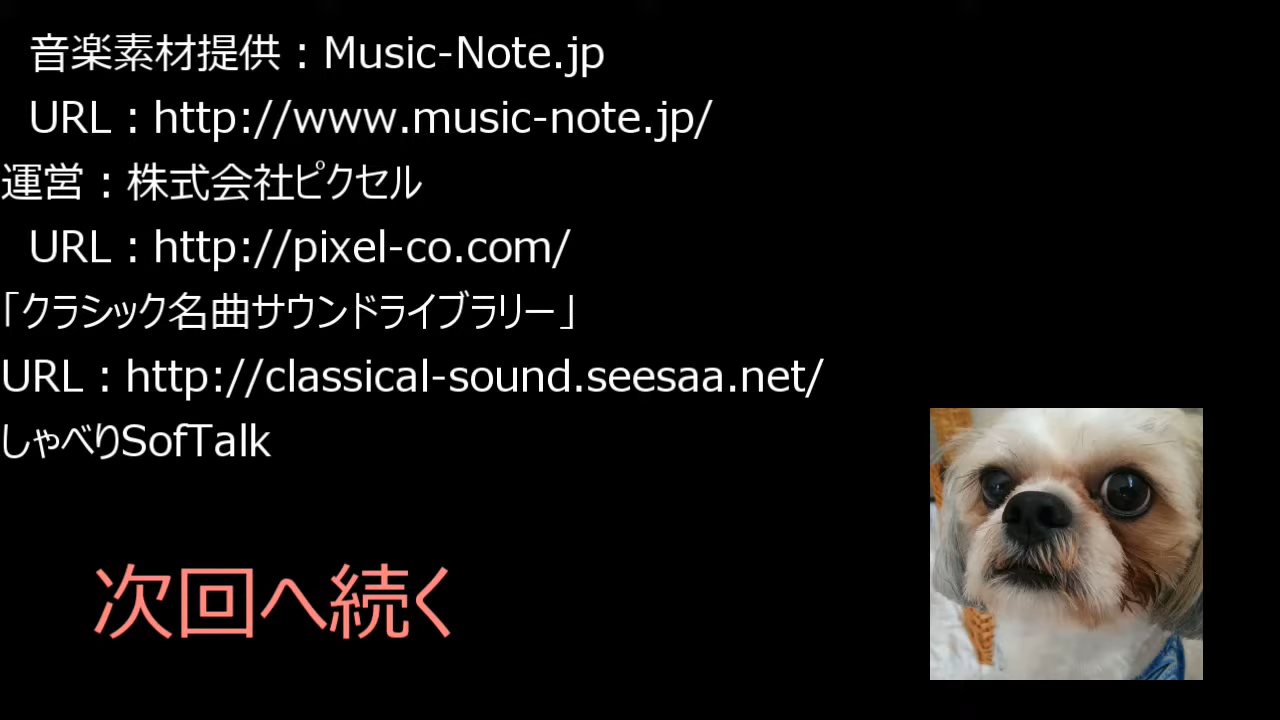 音楽素材提供：Music-Note.jp
URL：http://www.music-note.jp/
運営：株式会社ピクセル
URL：http://pixel-co.com/
「クラシック名曲サウンドライブラリー」
URL：http://classical-sound.seesaa.net/
しゃべりSofTalk
次回へ続く